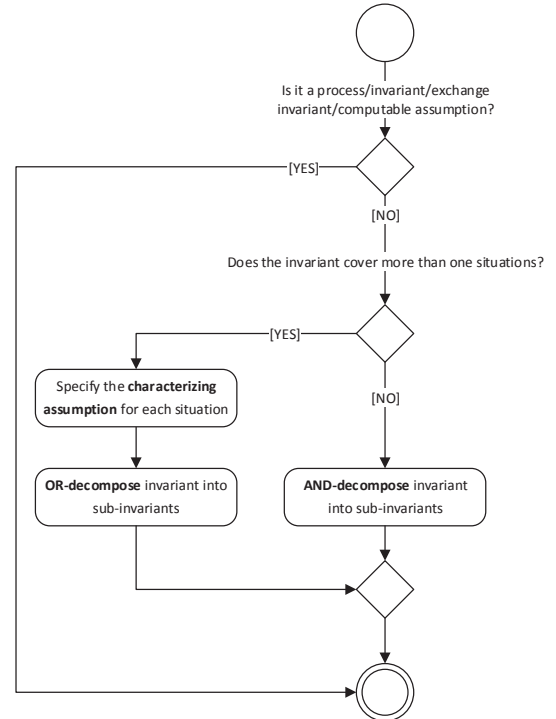 Is it a process/invariant/exchange
invariant/computable assumption?
[YES]
[NO]
Does the invariant cover more than one situations?
[YES]
[NO]
Specify the characterizing
assumption for each situation
OR-decompose invariant into
sub-invariants
AND-decompose invariant
into sub-invariants